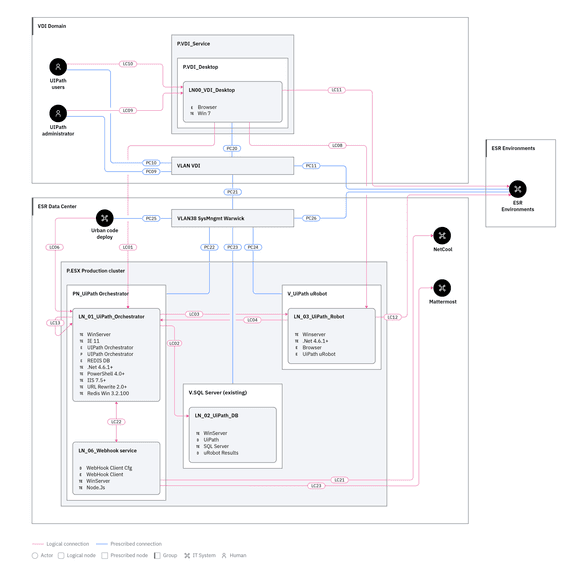 VDI Domain
P.VDI_Service
P.VDI_Desktop
LN00_VDI_Desktop
Browser
Win 7
UIPath
users
UIPath
administrator
LC10
LC09
LC11
LC08
PC20
PC10
PC09
VLAN VDI
PC11
PC21
ESR Environments
ESR
Environments
ESR Data Center
Urban code
deploy
PC25
VLAN38 SysMngmt Warwick
PC26
LC06
LC01
PC22
PC23
PC24
NetCool
Mattermost
P.ESX Production cluster
PN_UiPath Orchestrator
LN_01_UiPath_Orchestrator
WinServer
IE 11
UIPath Orchestrator
UIPath Orchestrator
REDIS DB
.Net 4.6.1+
PowerShell 4.0+
IIS 7.5+
URL Rewrite 2.0+
Redis Win 3.2.100
LC13
LC03
LC04
LC02
V_UiPath uRobot
LN_03_UiPath_Robot
Winserver
.Net 4.6.1+
Browser
UiPath uRobot
LC12
V.SQL Server (existing)
LN_02_UiPath_DB
WinServer
UiPath
SQL Server
uRobot Results
LC22
LN_06_Webhook service
WebHook Client Cfg
WebHook Client
WinServer
Node.Js
LC21
LC23
Logical connection
Prescribed connection
Actor
Logical node
Prescribed node
Group
IT System
Human